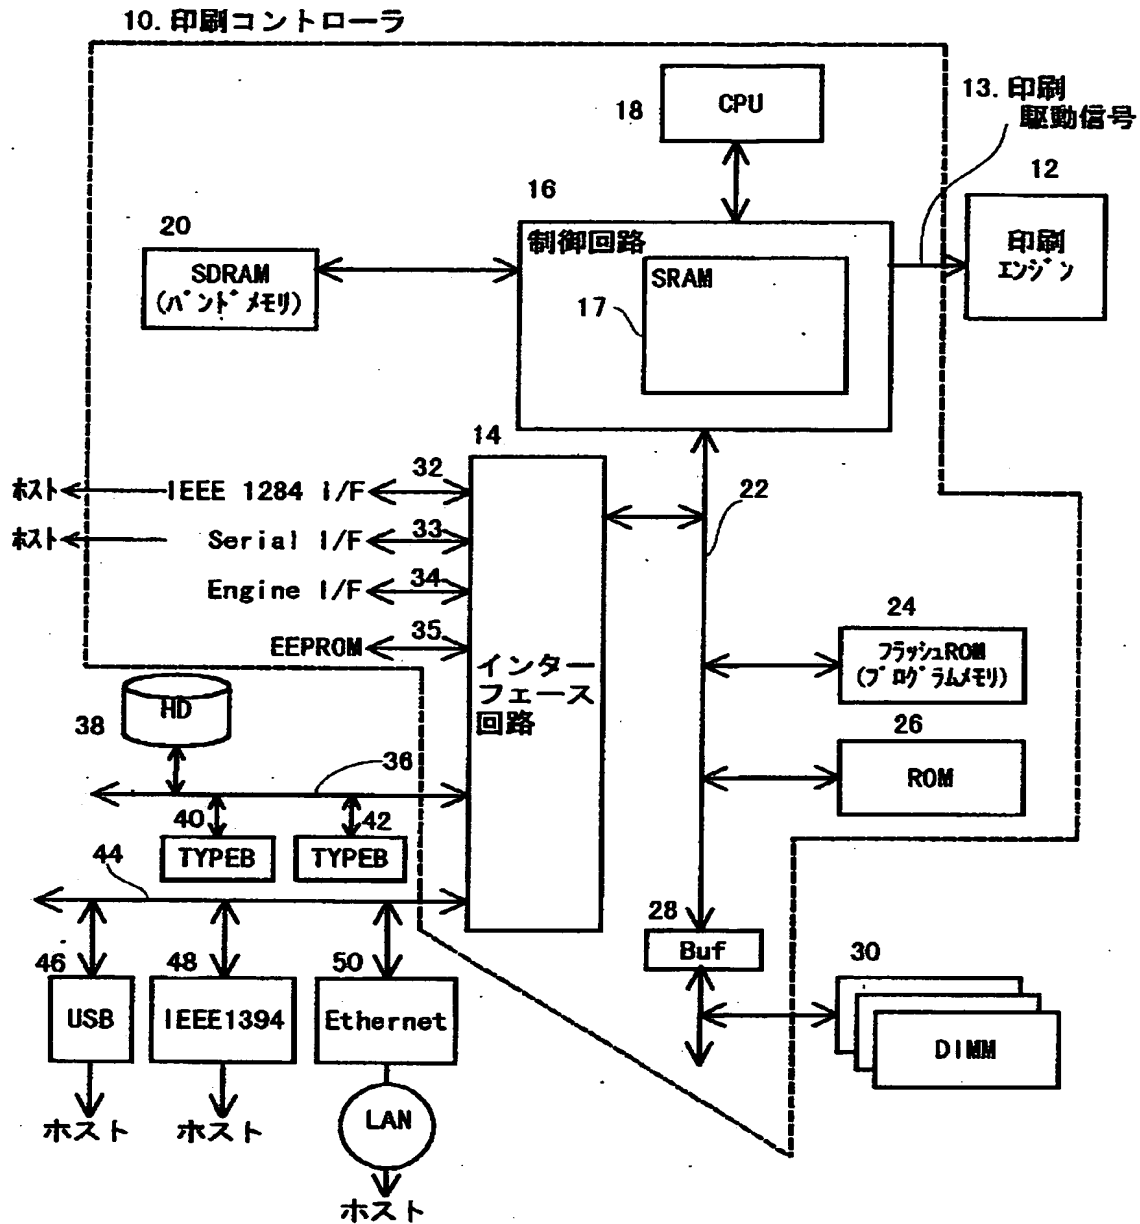 10. 印刷コントローラ
18
CPU
13. 印刷
駆動信号
12
印刷
エンジン
16
制御回路
SRAM
17
20
SDRAM
(バンドメモリ)
14
インター
フェース
回路
ホスト
IEEE 1284 I/F
32
ホスト
Serial I/F
33
Engine I/F
34
EEPROM
35
22
24
フラッシュROM
(プログラムメモリ)
26
ROM
38
HD
36
40
TYPEB
42
TYPEB
44
28
Buf
30
DIMM
46
USB
48
IEEE1394
50
Ethernet
LAN
ホスト
ホスト
ホスト